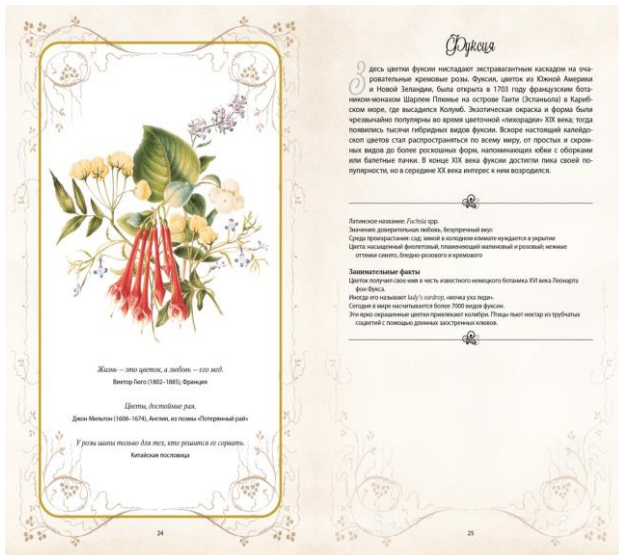 Жизнь — это цветок, а любовь — его мед.
Виктор Гюго (1802–1885), Франция
Цветы, достойные рая.
Джон Мильтон (1608–1674), Англия, из поэмы «Потерянный рай»
У розы шипы только для тех, кто решится ее сорвать.
Китайская пословица
24
Фуксия
Здесь цветки фуксии ниспадают экстравагантным каскадом на оча-
ровательные кремовые розы. Фуксия, цветок из Южной Америки
и Новой Зеландии, была открыта в 1703 году французским бота-
ником-монахом Шарлем Плюмье на острове Гаити (Эспаньола) в Кариб-
ском море, где высадился Колумб. Экзотическая окраска и форма были
чрезвычайно популярны во время цветочной «лихорадки» XIX века; тогда
появились тысячи гибридных видов фуксии. Вскоре настоящий калейдо-
скоп цветов стал распространяться по всему миру, от простых и скром-
ных видов до более роскошных форм, напоминающих юбки с оборками
или балетные пачки. В конце XIX века фуксии достигли пика своей по-
пулярности, но в середине XX века интерес к ним возродился.
Латинское название: Fuchsia spp.
Значение: доверительная любовь, безупречный вкус
Среда произрастания: сад; зимой в холодном климате нуждается в укрытии
Цвета: насыщенный фиолетовый, пламенеющий малиновый и розовый; нежные
оттенки синего, бледно-розового и кремового
Занимательные факты
Цветок получил свое имя в честь известного немецкого ботаника XVI века Леонарта
фон Фукса.
Иногда его называют lady's eardrop, «мочка уха леди».
Сегодня в мире насчитывается более 7000 видов фуксии.
Эти ярко окрашенные цветки привлекают колибри. Птицы пьют нектар из трубчатых
соцветий с помощью длинных заостренных клювов.
25